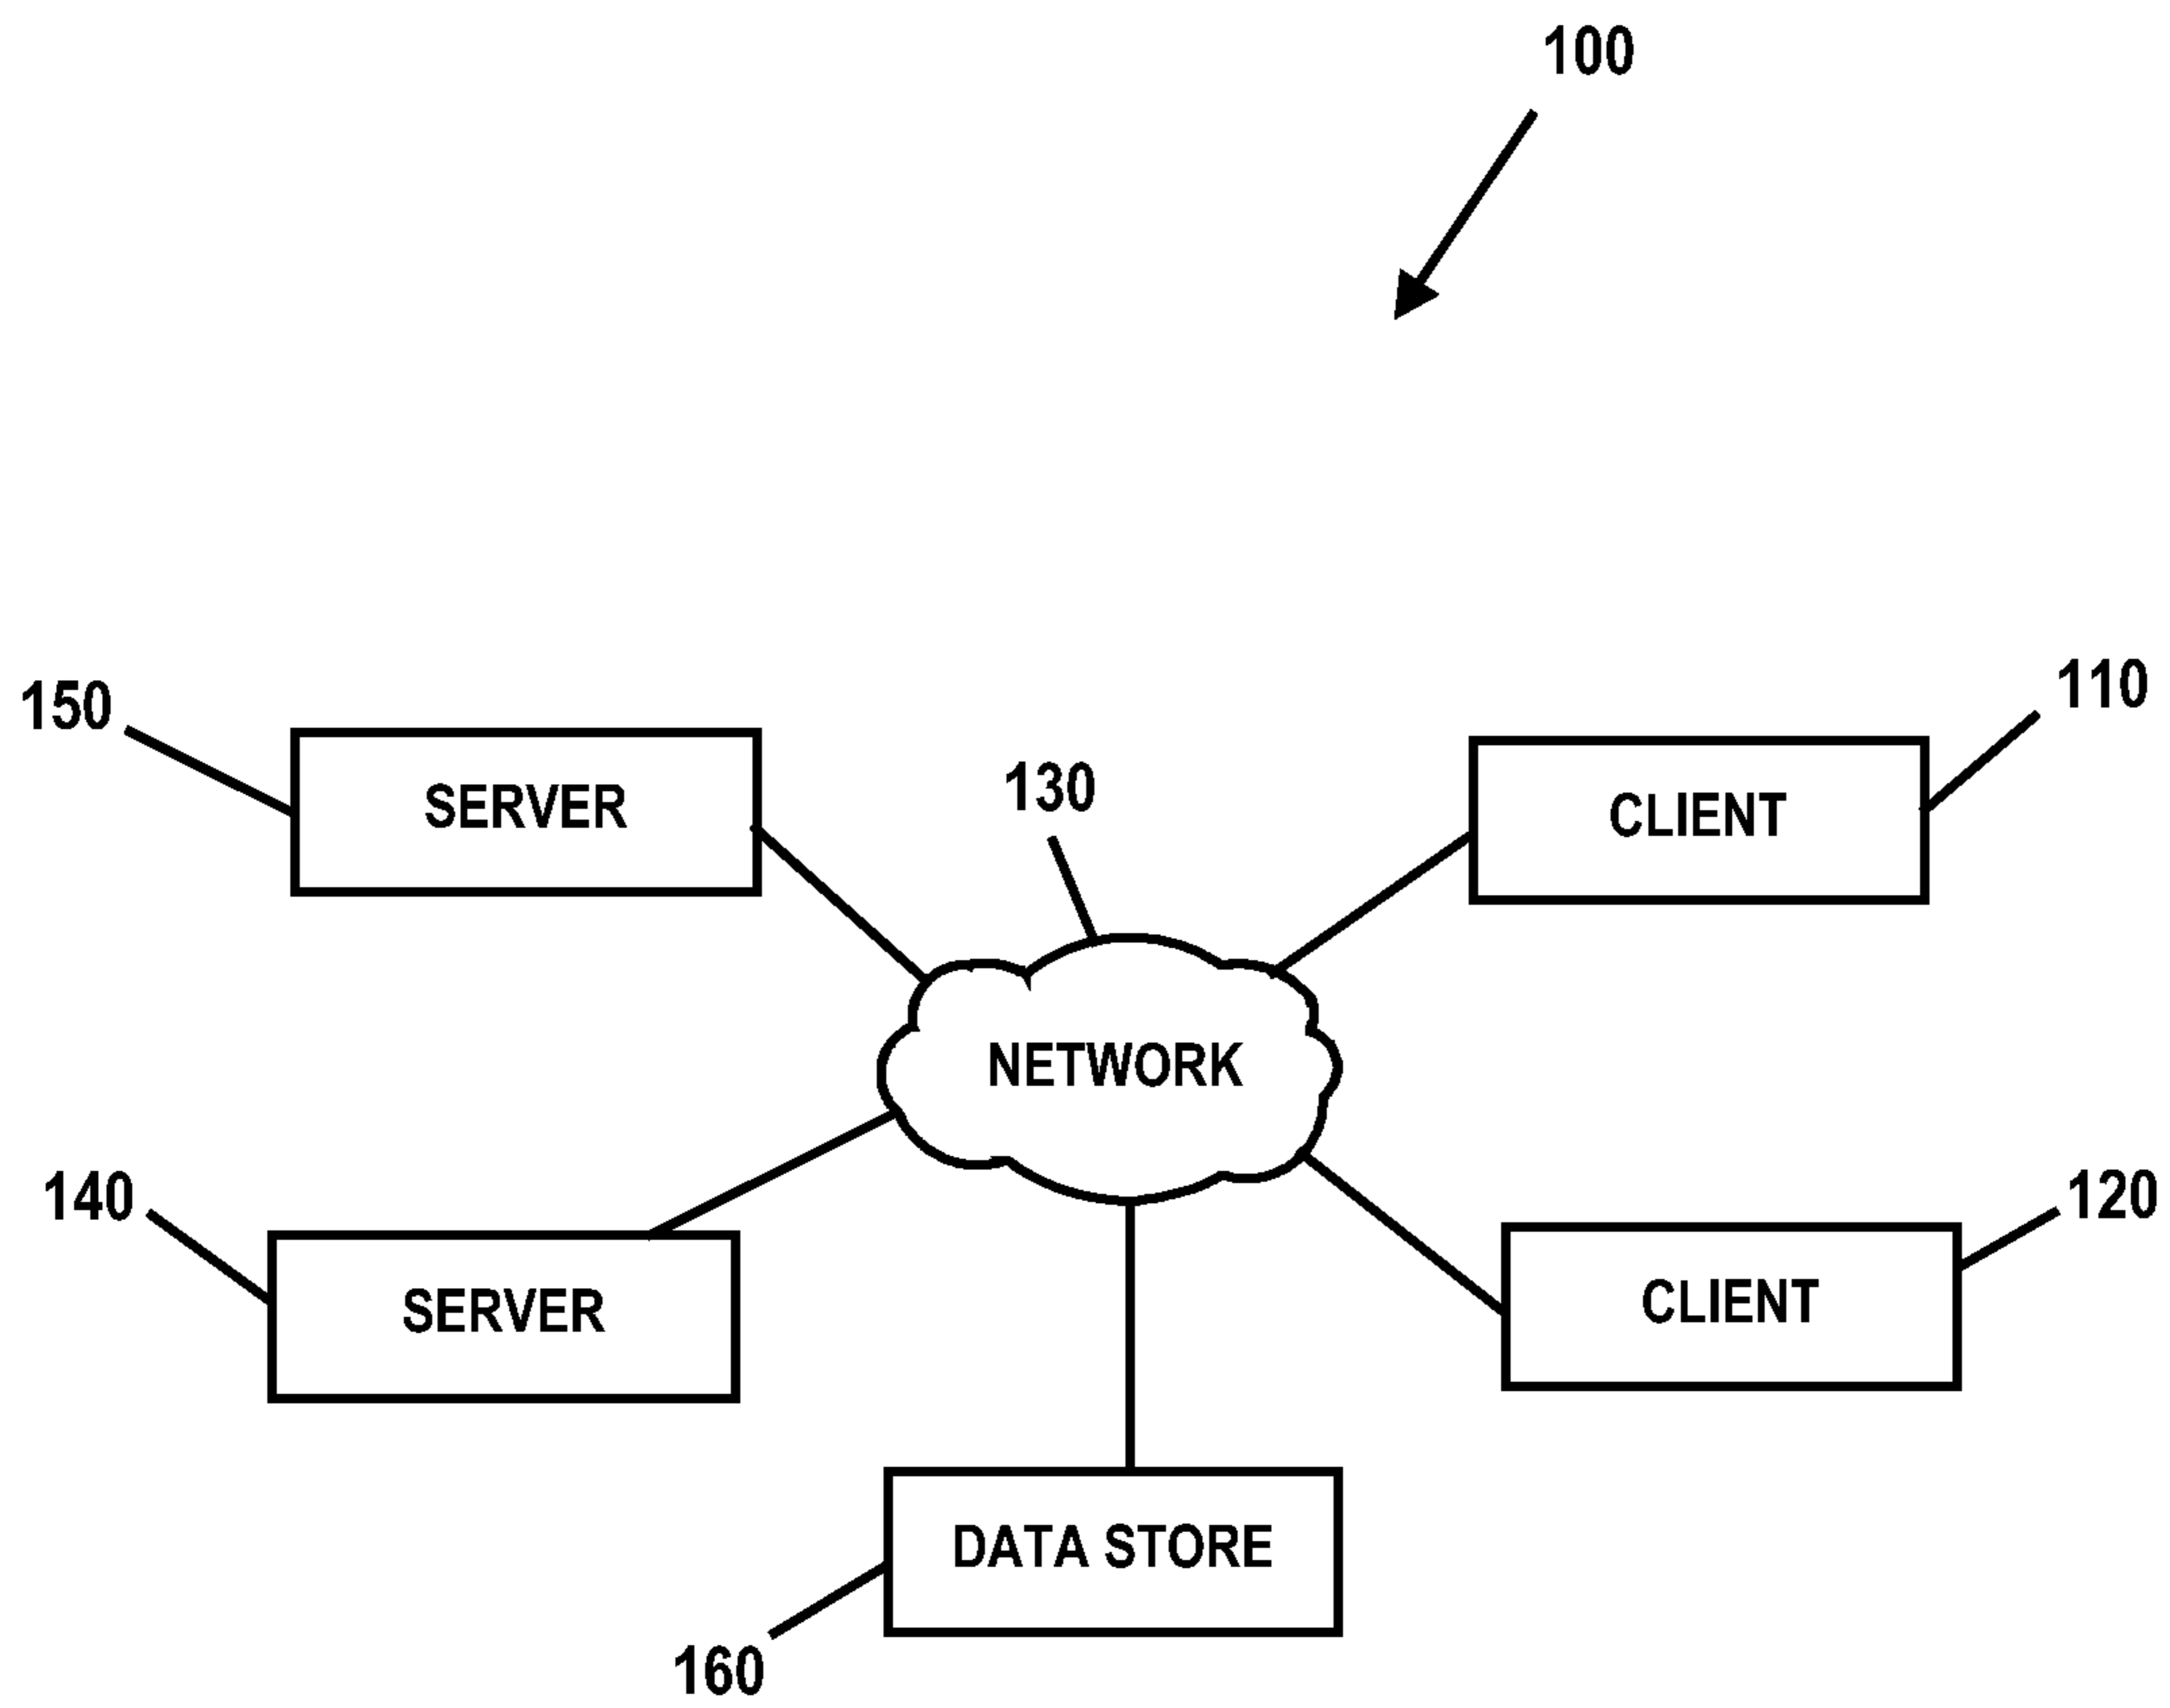 100
150
110
SERVER
130
CLIENT
NETWORK
140
120
SERVER
CLIENT
DATA STORE
160